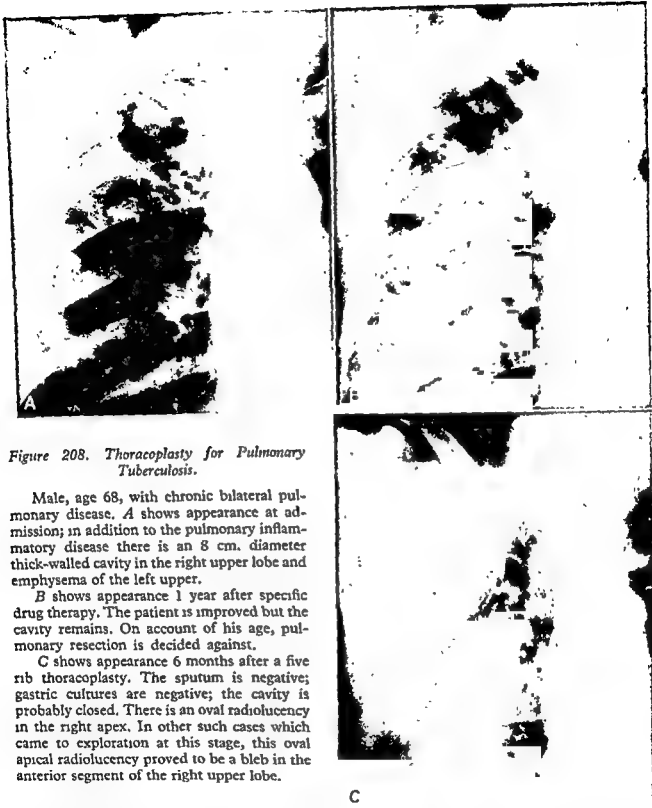 A
Figure 208. Thoracoplasty for Pulmonary
Tuberculosis.
Male, age 68, with chronic bilateral pul-
monary disease. A shows appearance at ad-
mission; in addition to the pulmonary inflam-
matory disease there is an 8 cm. diameter
thick-walled cavity in the right upper lobe and
emphysema of the left upper.
B shows appearance 1 year after specific
drug therapy. The patient is improved but the
cavity remains. On account of his age, pul-
monary resection is decided against.
C shows appearance 6 months after a five
rib thoracoplasty. The sputum is negative;
gastric cultures are negative; the cavity is
probably closed. There is an oval radiolucency
in the right apex. In other such cases which
came to exploration at this stage, this oval
apical radiolucency proved to be a bleb in the
anterior segment of the right upper lobe.
C